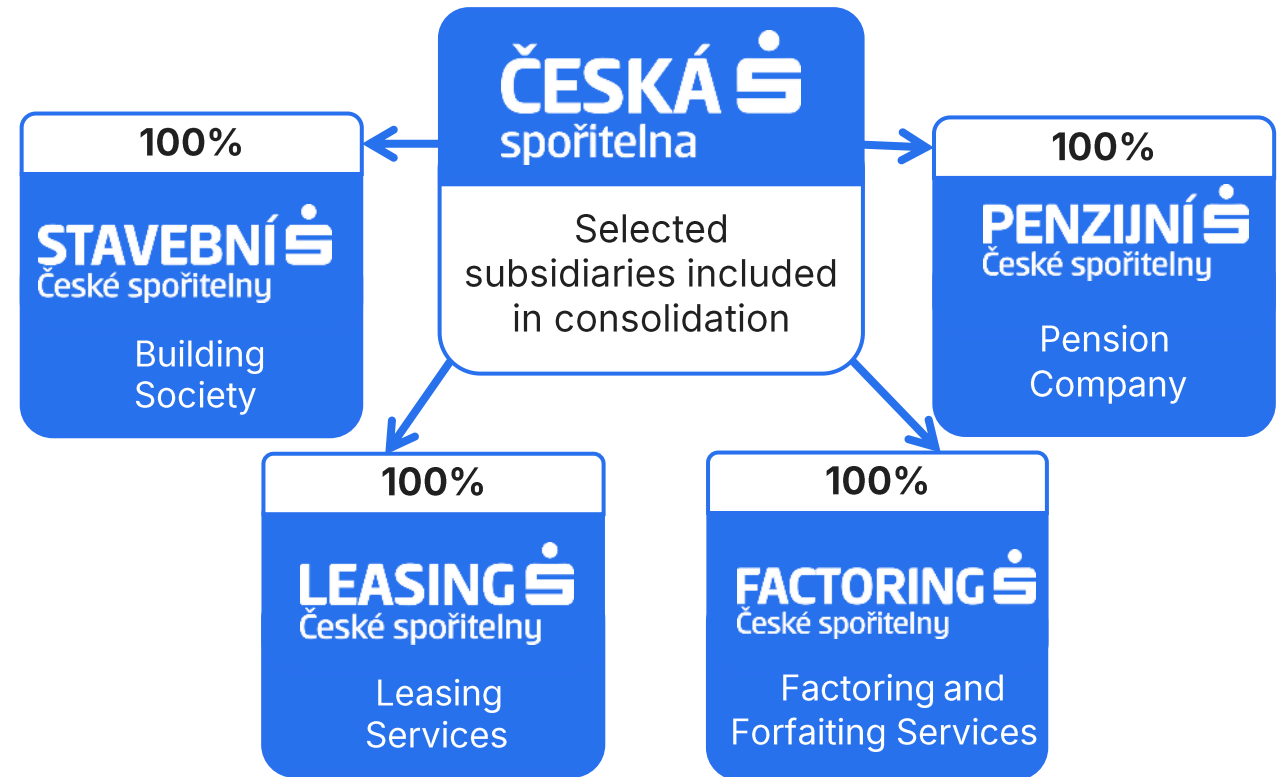 ČESKÁ
spořitelna
Selected
subsidiaries included
in consolidation
100%
STAVEBNÍ
České spořitelny
Building
Society
100%
PENZIJNÍ
České spořitelny
Pension
Company
100%
LEASING
České spořitelny
Leasing
Services
100%
FACTORING
České spořitelny
Factoring and
Forfaiting Services